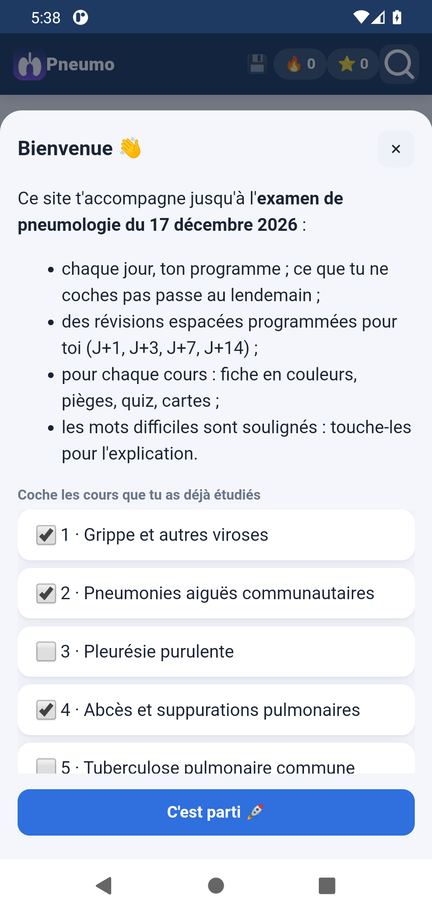 5:38
Pneumo
0
0
Bienvenue 👋
×
Ce site t'accompagne jusqu'à l'examen de
pneumologie du 17 décembre 2026 :
• chaque jour, ton programme ; ce que tu ne
coches pas passe au lendemain ;
• des révisions espacées programmées pour
toi (J+1, J+3, J+7, J+14) ;
• pour chaque cours : fiche en couleurs,
pièges, quiz, cartes ;
• les mots difficiles sont soulignés : touche-les
pour l'explication.
Coche les cours que tu as déjà étudiés
1 · Grippe et autres viroses
2 · Pneumonies aiguës communautaires
3 · Pleurésie purulente
4 · Abcès et suppurations pulmonaires
5 · Tuberculose pulmonaire commune
C'est parti 🚀